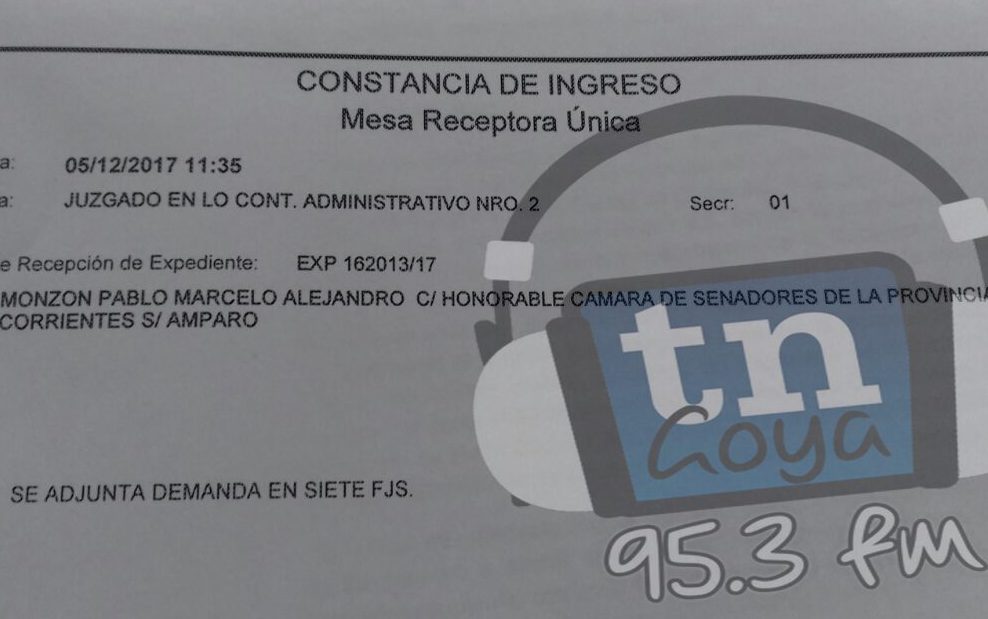 CONSTANCIA DE INGRESO
Mesa Receptora Única
a: 05/12/2017 11:35
a: JUZGADO EN LO CONT. ADMINISTRATIVO NRO. 2 Secr: 01
e Recepción de Expediente: EXP 162013/17
MONZON PABLO MARCELO ALEJANDRO C/ HONORABLE CAMARA DE SENADORES DE LA PROVINCIA
CORRIENTES S/ AMPARO
SE ADJUNTA DEMANDA EN SIETE FJS.
tn
Goya
95.3 fm